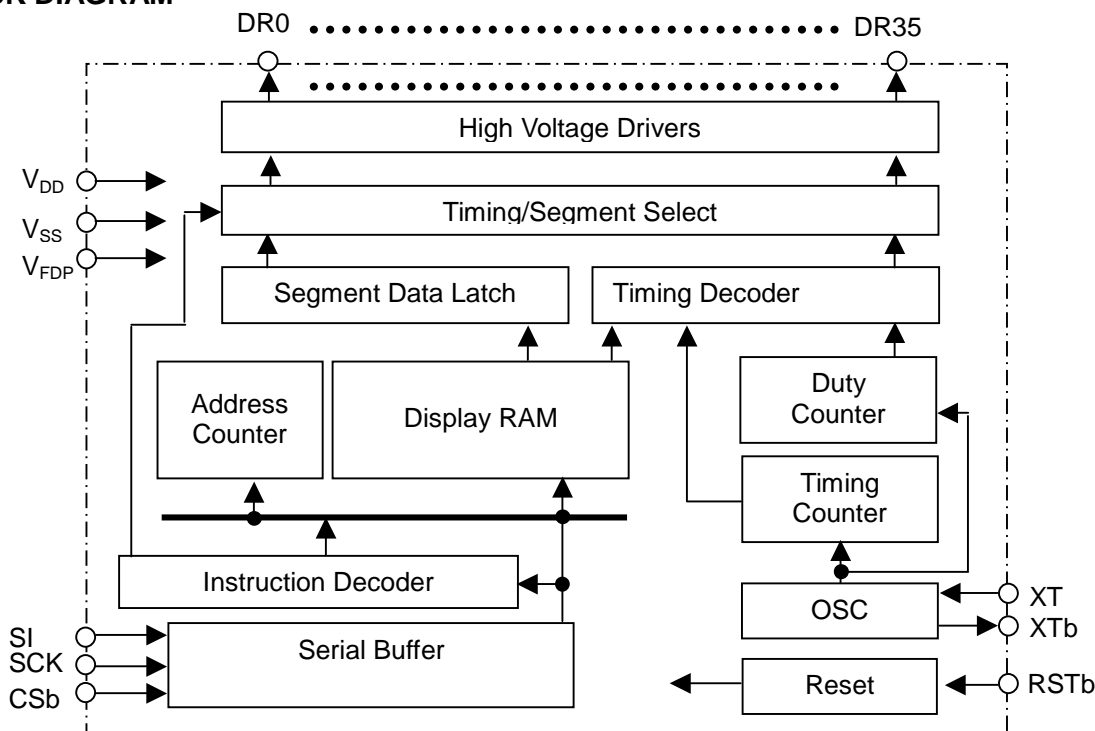 DR0
DR35
High Voltage Drivers
VDD
Timing/Segment Select
VSS
VFDP
Segment Data Latch
Timing Decoder
Address
Counter
Display RAM
Duty
Counter
Timing
Counter
Instruction Decoder
OSC
XT
XTb
SI
SCK
CSb
Serial Buffer
Reset
RSTb